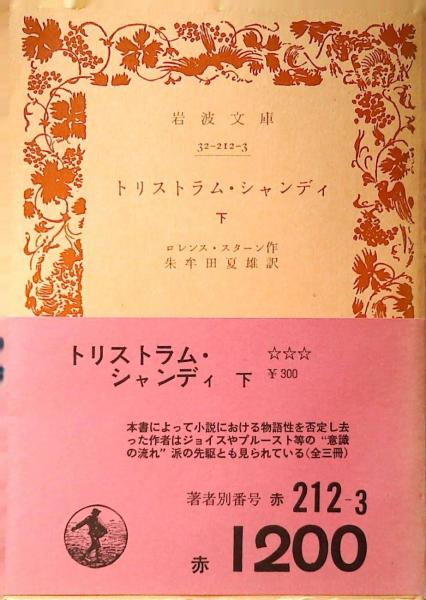 岩波文庫
32-212-3
トリストラム・シャンディ
下
ロレンス・スターン作
朱牟田夏雄訳
トリストラム・
シャンディ 下
☆☆☆
¥300
本書によって小説における物語性を否定し去
った作者はジョイスやプルースト等の“意識
の流れ”派の先駆とも見られている(全三冊)
著者別番号 赤 212-3
赤 1200